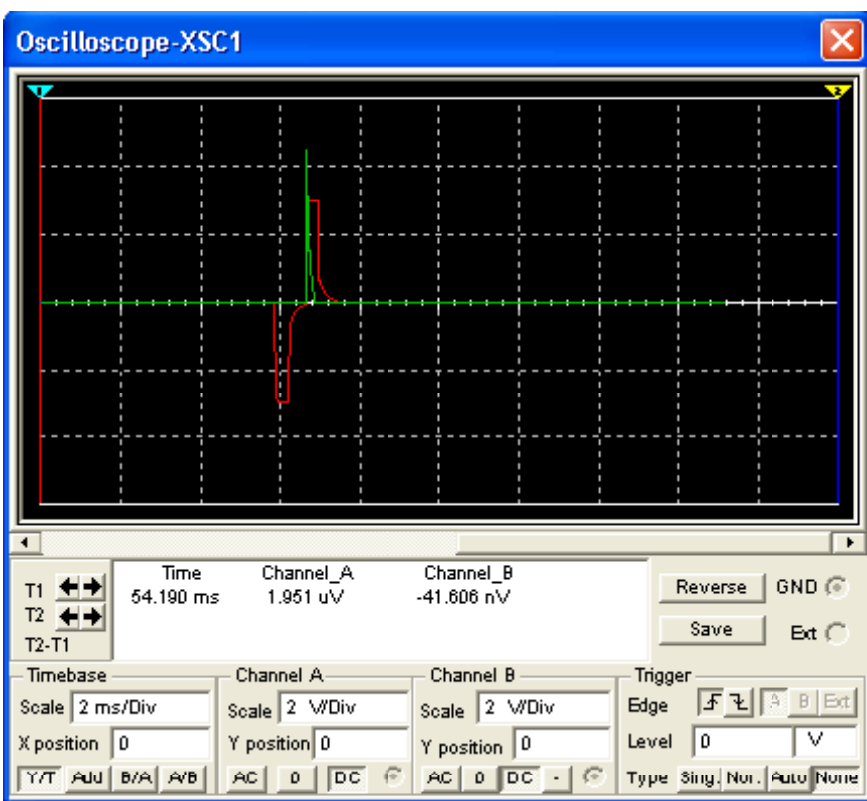 Oscilloscope-XSC1
1 2
Time Channel_A Channel_B
T1 54.190 ms 1.951 uV -41.606 nV
T2
T2-T1
Reverse GND
Save Ext
Timebase Channel A Channel B Trigger
Scale 2 ms/Div Scale 2 V/Div Scale 2 V/Div Edge A B Ext
X position 0 Y position 0 Y position 0 Level 0 V
Y/T Add B/A A/B AC 0 DC AC 0 DC - Type Sing. Nor. Auto None